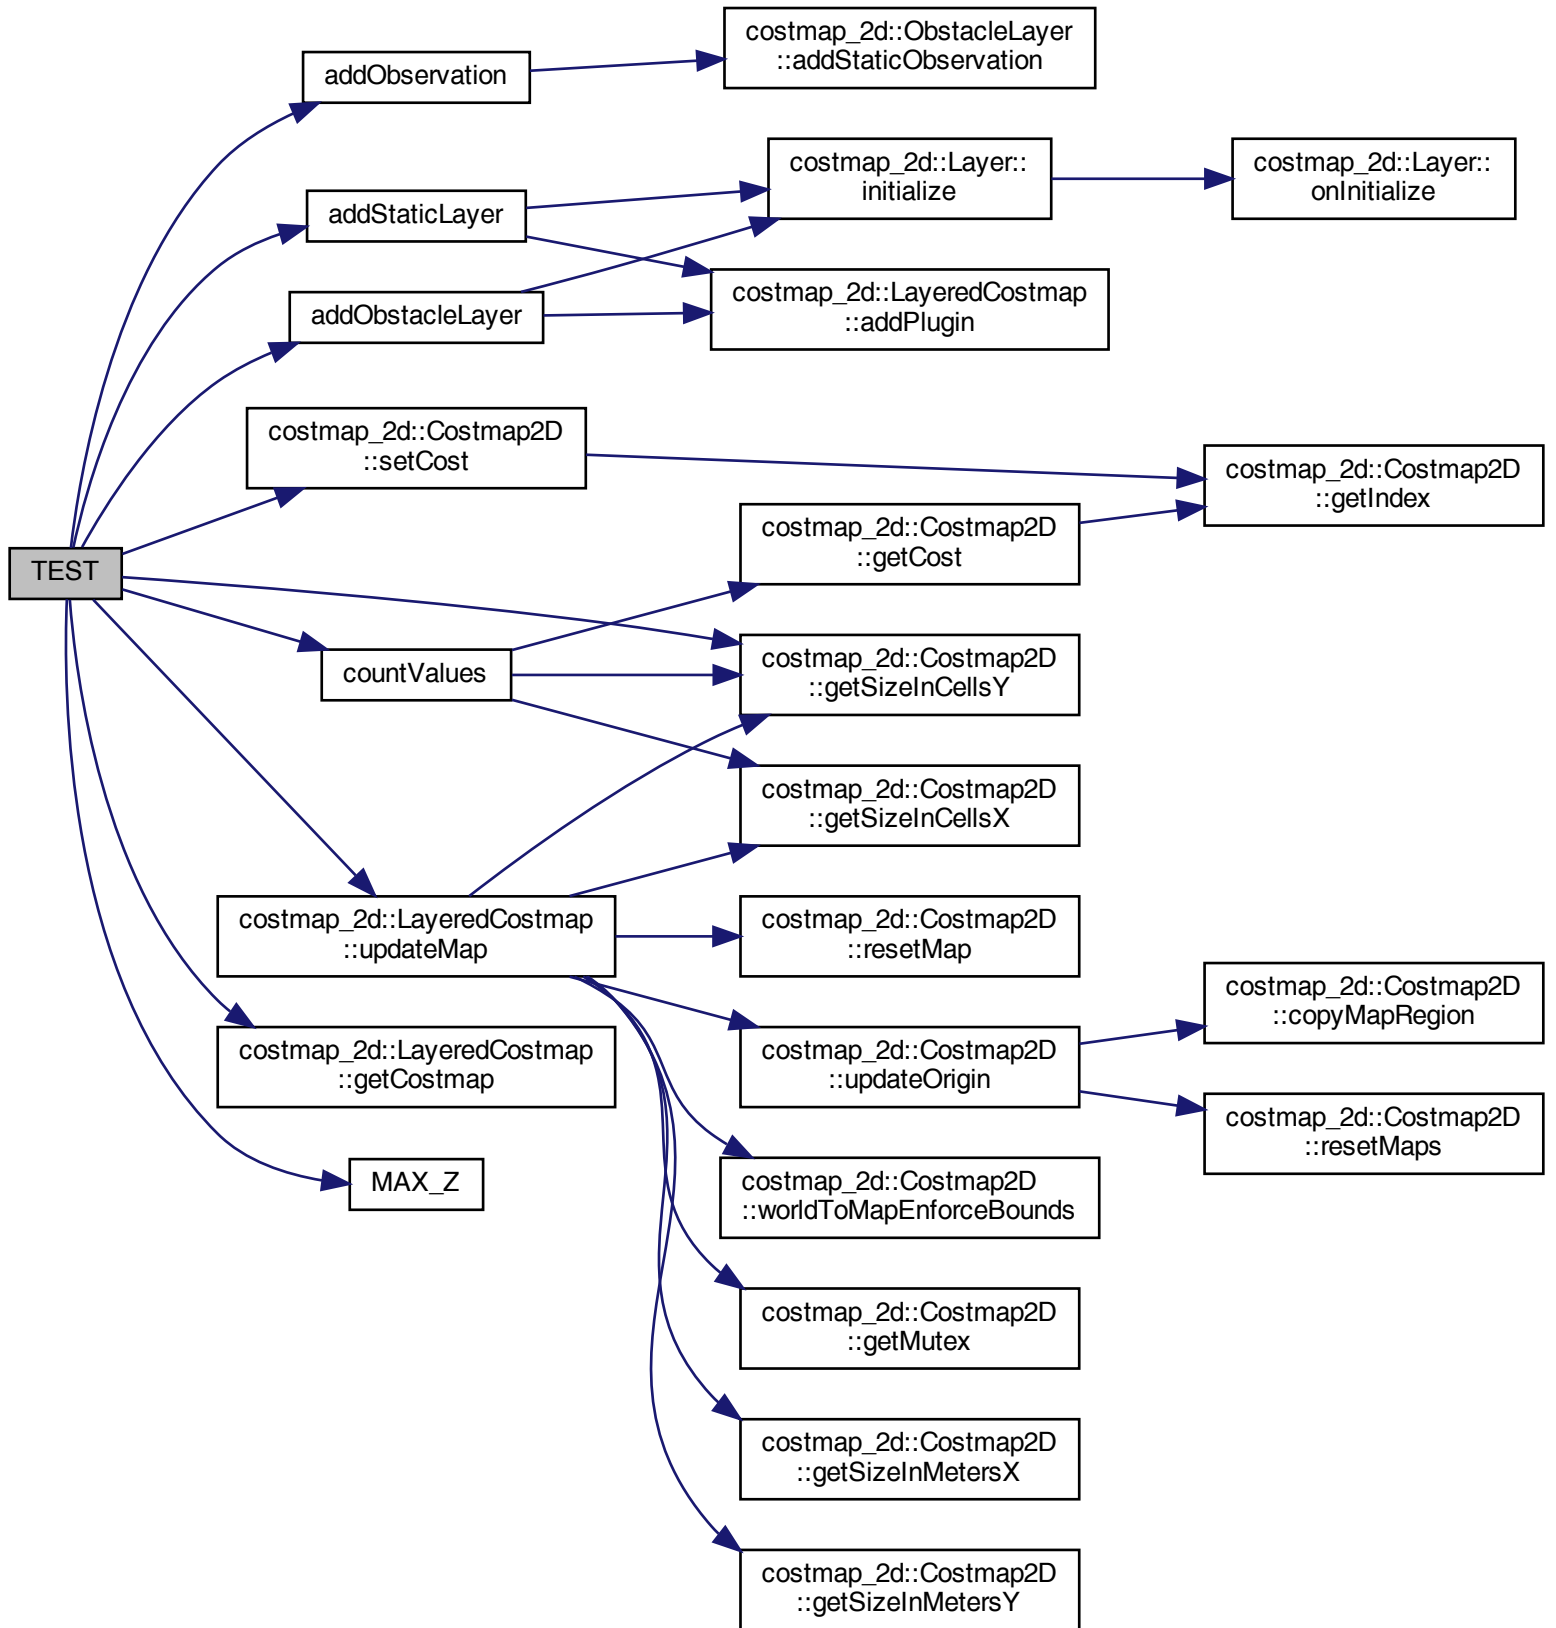 costmap_2d::ObstacleLayer
::addStaticObservation
addObservation
costmap_2d::Layer::
initialize
costmap_2d::Layer::
onInitialize
addStaticLayer
costmap_2d::LayeredCostmap
::addPlugin
addObstacleLayer
costmap_2d::Costmap2D
::setCost
costmap_2d::Costmap2D
::getIndex
costmap_2d::Costmap2D
::getCost
TEST
countValues
costmap_2d::Costmap2D
::getSizeInCellsY
costmap_2d::Costmap2D
::getSizeInCellsX
costmap_2d::LayeredCostmap
::updateMap
costmap_2d::Costmap2D
::resetMap
costmap_2d::Costmap2D
::copyMapRegion
costmap_2d::LayeredCostmap
::getCostmap
costmap_2d::Costmap2D
::updateOrigin
costmap_2d::Costmap2D
::resetMaps
MAX_Z
costmap_2d::Costmap2D
::worldToMapEnforceBounds
costmap_2d::Costmap2D
::getMutex
costmap_2d::Costmap2D
::getSizeInMetersX
costmap_2d::Costmap2D
::getSizeInMetersY